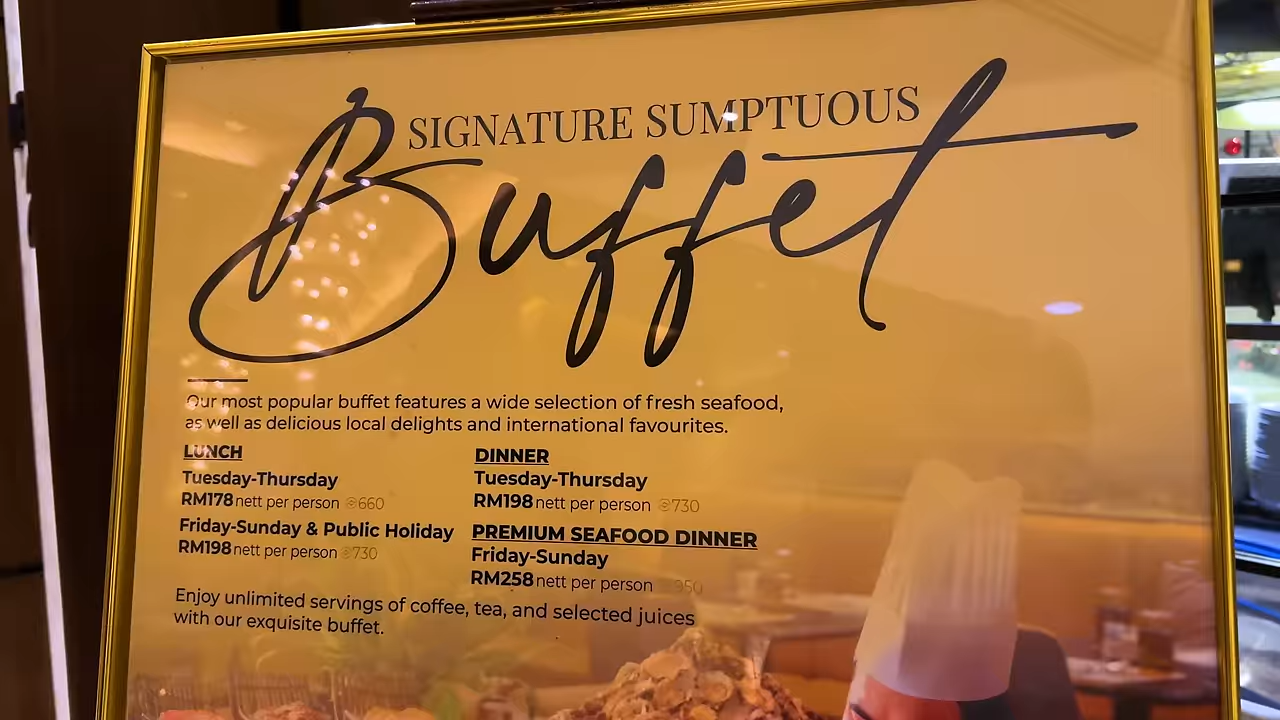 SIGNATURE SUMPTUOUS
Buffet
Our most popular buffet features a wide selection of fresh seafood,
as well as delicious local delights and international favourites.
LUNCH
Tuesday-Thursday
RM178 nett per person 660
Friday-Sunday & Public Holiday
RM198 nett per person 730
DINNER
Tuesday-Thursday
RM198 nett per person 730
PREMIUM SEAFOOD DINNER
Friday-Sunday
RM258 nett per person 950
Enjoy unlimited servings of coffee, tea, and selected juices
with our exquisite buffet.